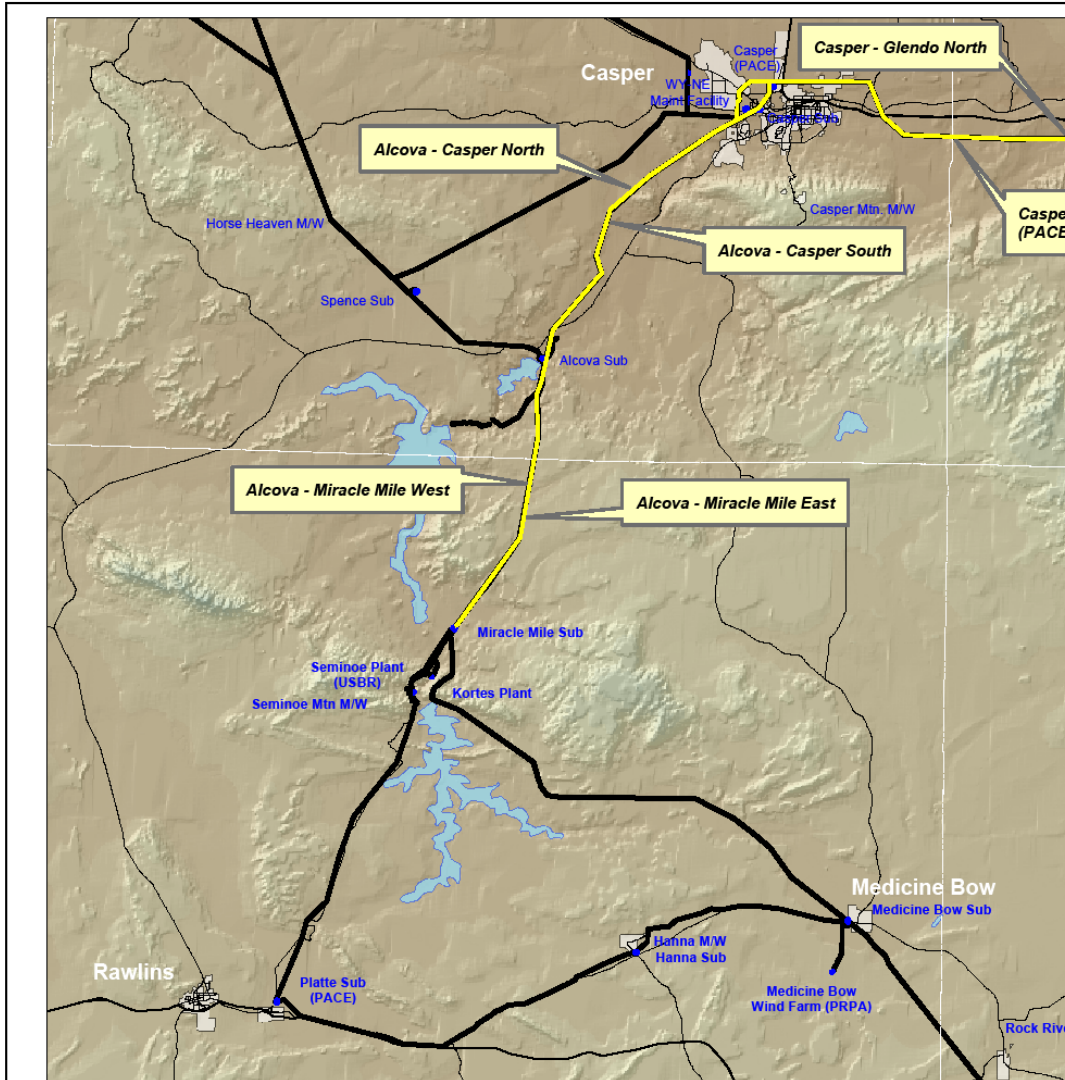 Casper
(PACE)
Casper - Glendo North
Casper
WY-NE
Maint Facility
Casper Sub
Alcova - Casper North
Casper Mtn. M/W
Horse Heaven M/W
Alcova - Casper South
Caspe
(PACE
Spence Sub
Alcova Sub
Alcova - Miracle Mile West
Alcova - Miracle Mile East
Miracle Mile Sub
Seminoe Plant
(USBR)
Kortes Plant
Seminoe Mtn M/W
Medicine Bow
Medicine Bow Sub
Hanna M/W
Hanna Sub
Rawlins
Platte Sub
(PACE)
Medicine Bow
Wind Farm (PRPA)
Rock Rive